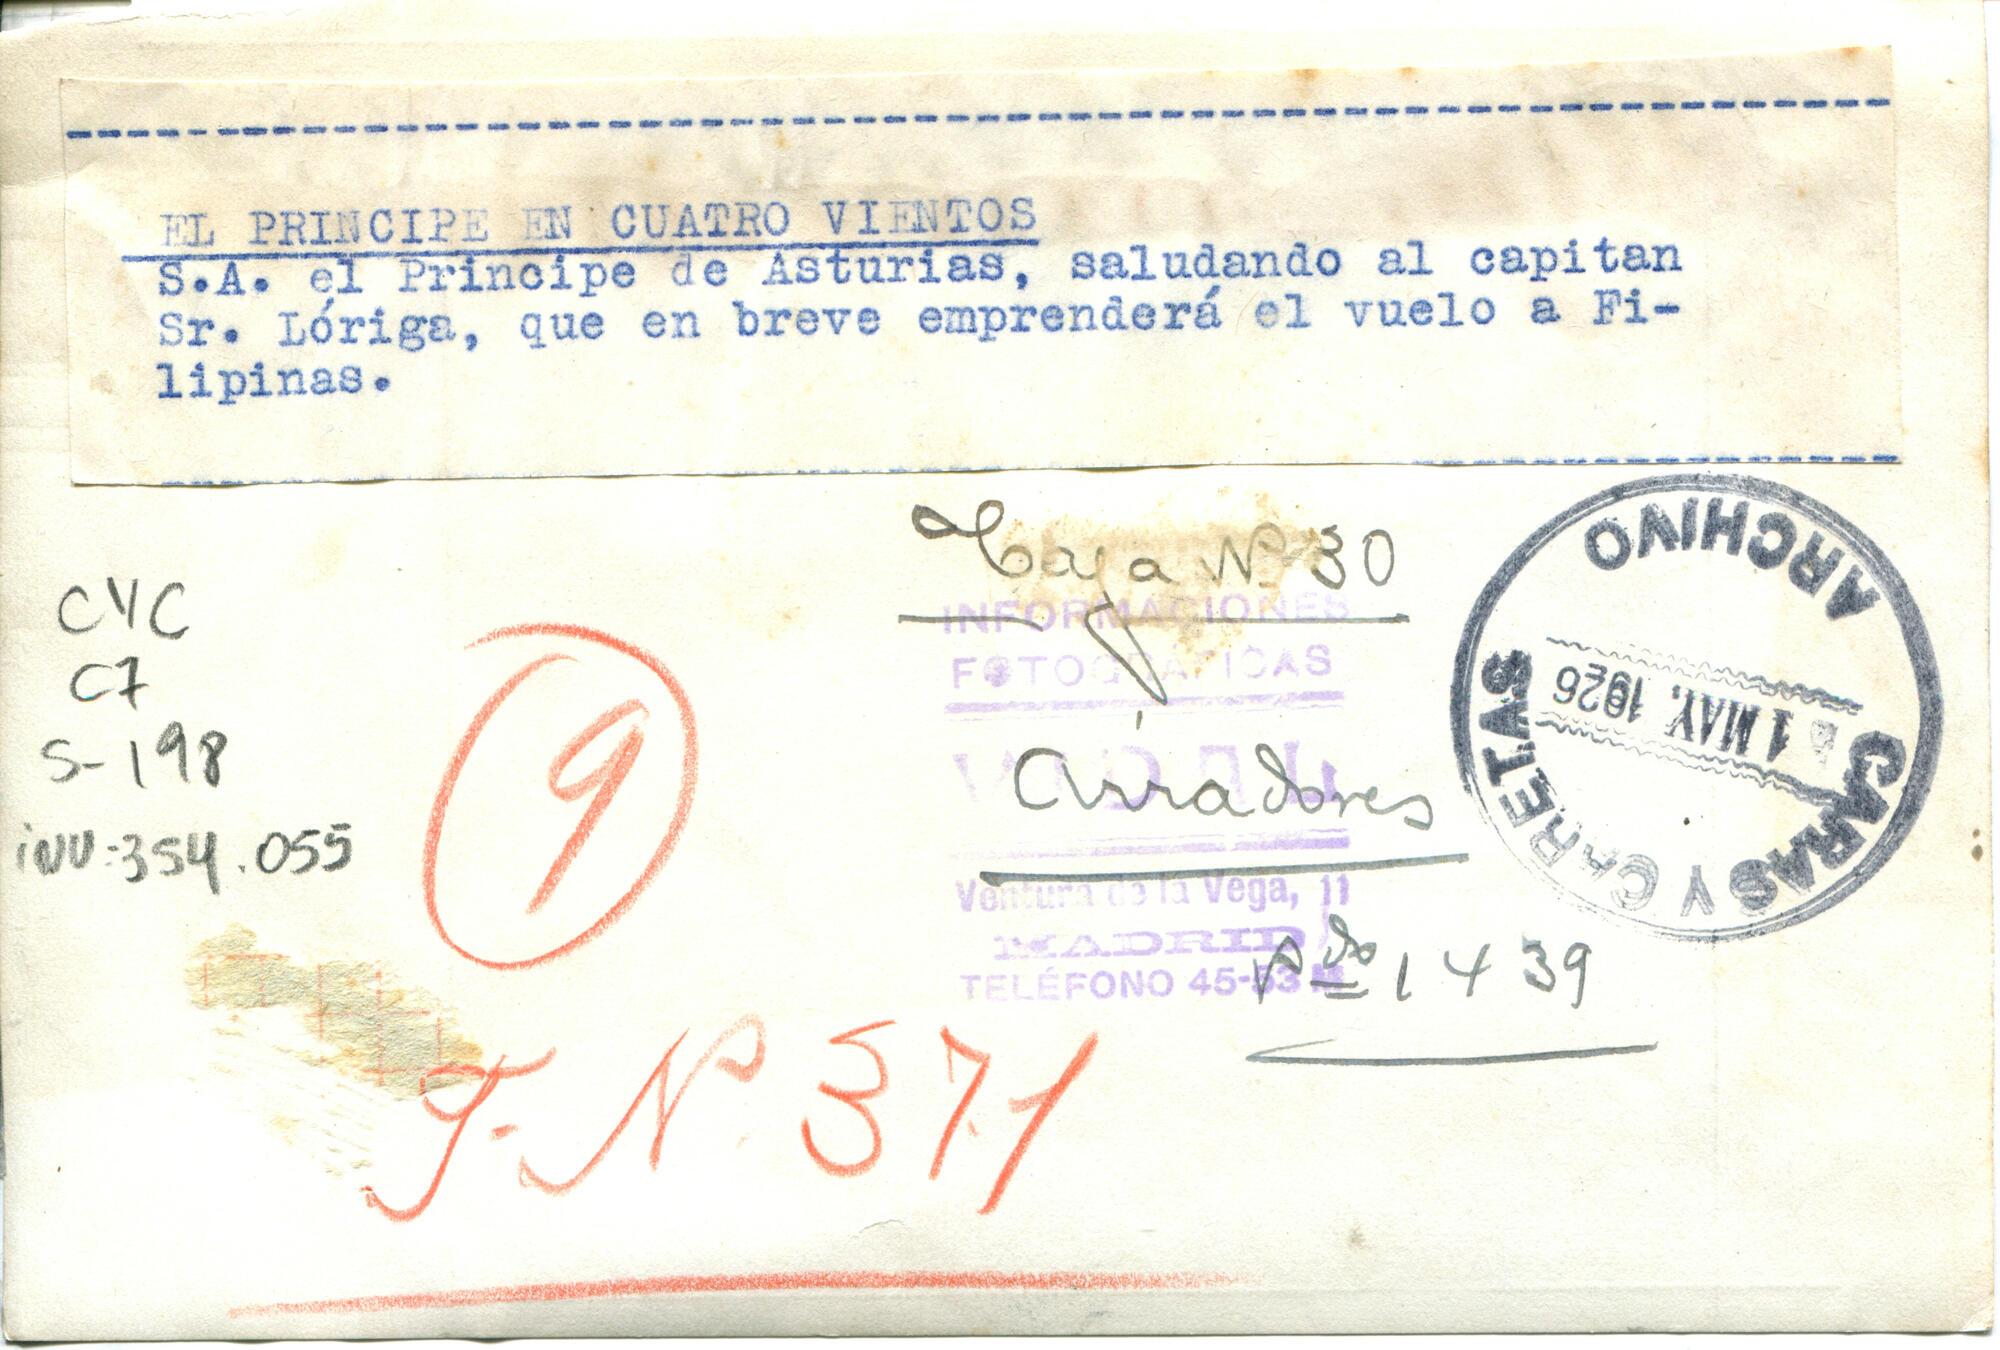 EL PRINCIPE EN CUATRO VIENTOS
S.A. el Principe de Asturias, saludando al capitan
Sr. Lóriga, que en breve emprenderá el vuelo a Fi-
lipinas.
Caja Nº 30
INFORMACIONES
FOTOGRÁFICAS
Ventura de la Vega, 11
MADRID
TELÉFONO 45-53 M
Aviadores
Pdo 1439
CARAS Y CARETAS
ARCHIVO
1 MAY. 1926
CYC
C7
S-198
inv:354.055
9
T-Nº 371